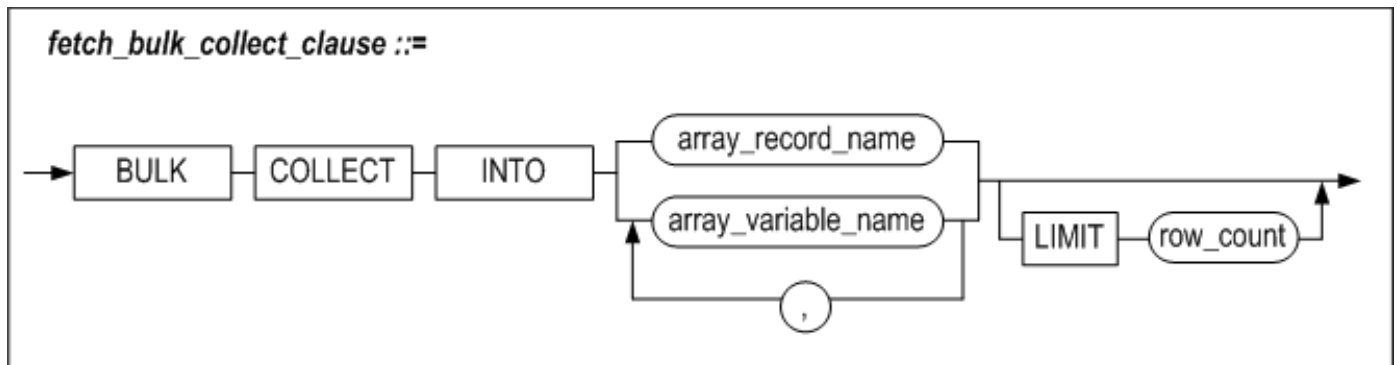 fetch_bulk_collect_clause ::=
BULK COLLECT INTO array_record_name
array_variable_name
,
LIMIT row_count